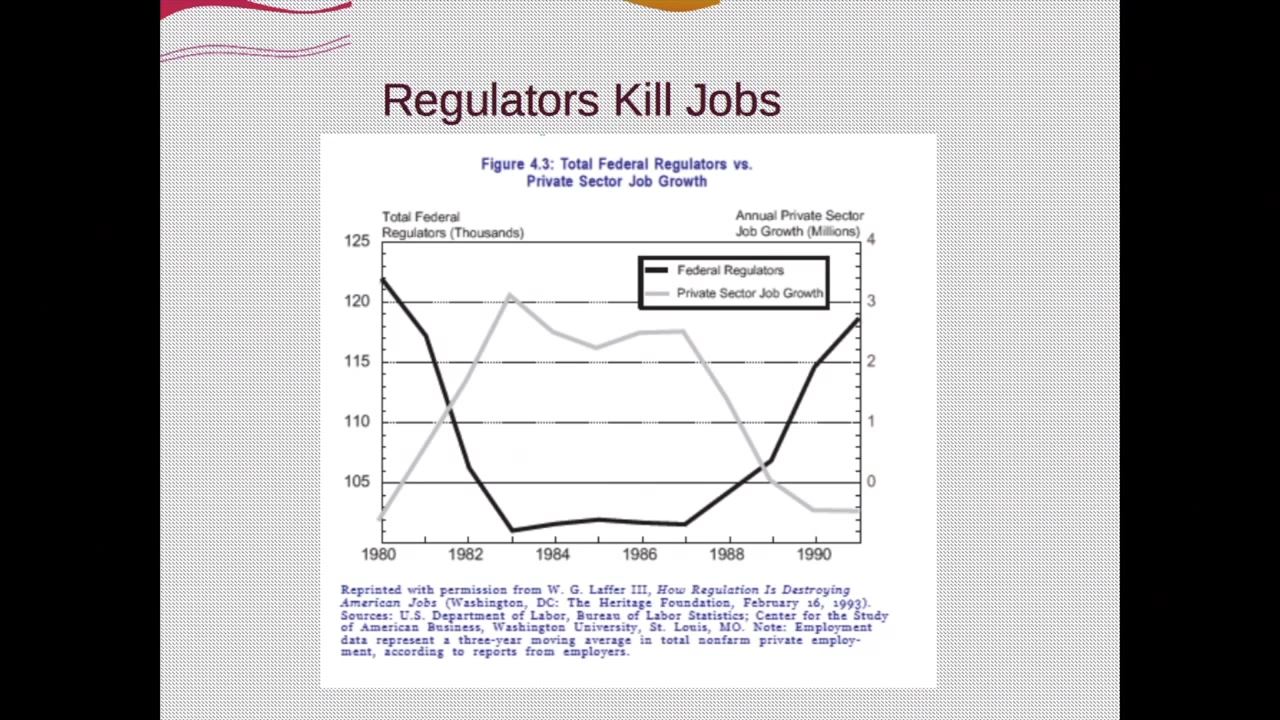 Regulators Kill Jobs
Figure 4.3: Total Federal Regulators vs.
Private Sector Job Growth
Total Federal
Regulators (Thousands)
Annual Private Sector
Job Growth (Millions)
125
120
115
110
105
4
3
2
1
0
Federal Regulators
Private Sector Job Growth
1980 1982 1984 1986 1988 1990
Reprinted with permission from W. G. Laffer III, How Regulation Is Destroying
American Jobs (Washington, DC: The Heritage Foundation, February 16, 1993).
Sources: U.S. Department of Labor, Bureau of Labor Statistics; Center for the Study
of American Business, Washington University, St. Louis, MO. Note: Employment
data represent a three-year moving average in total nonfarm private employ-
ment, according to reports from employers.